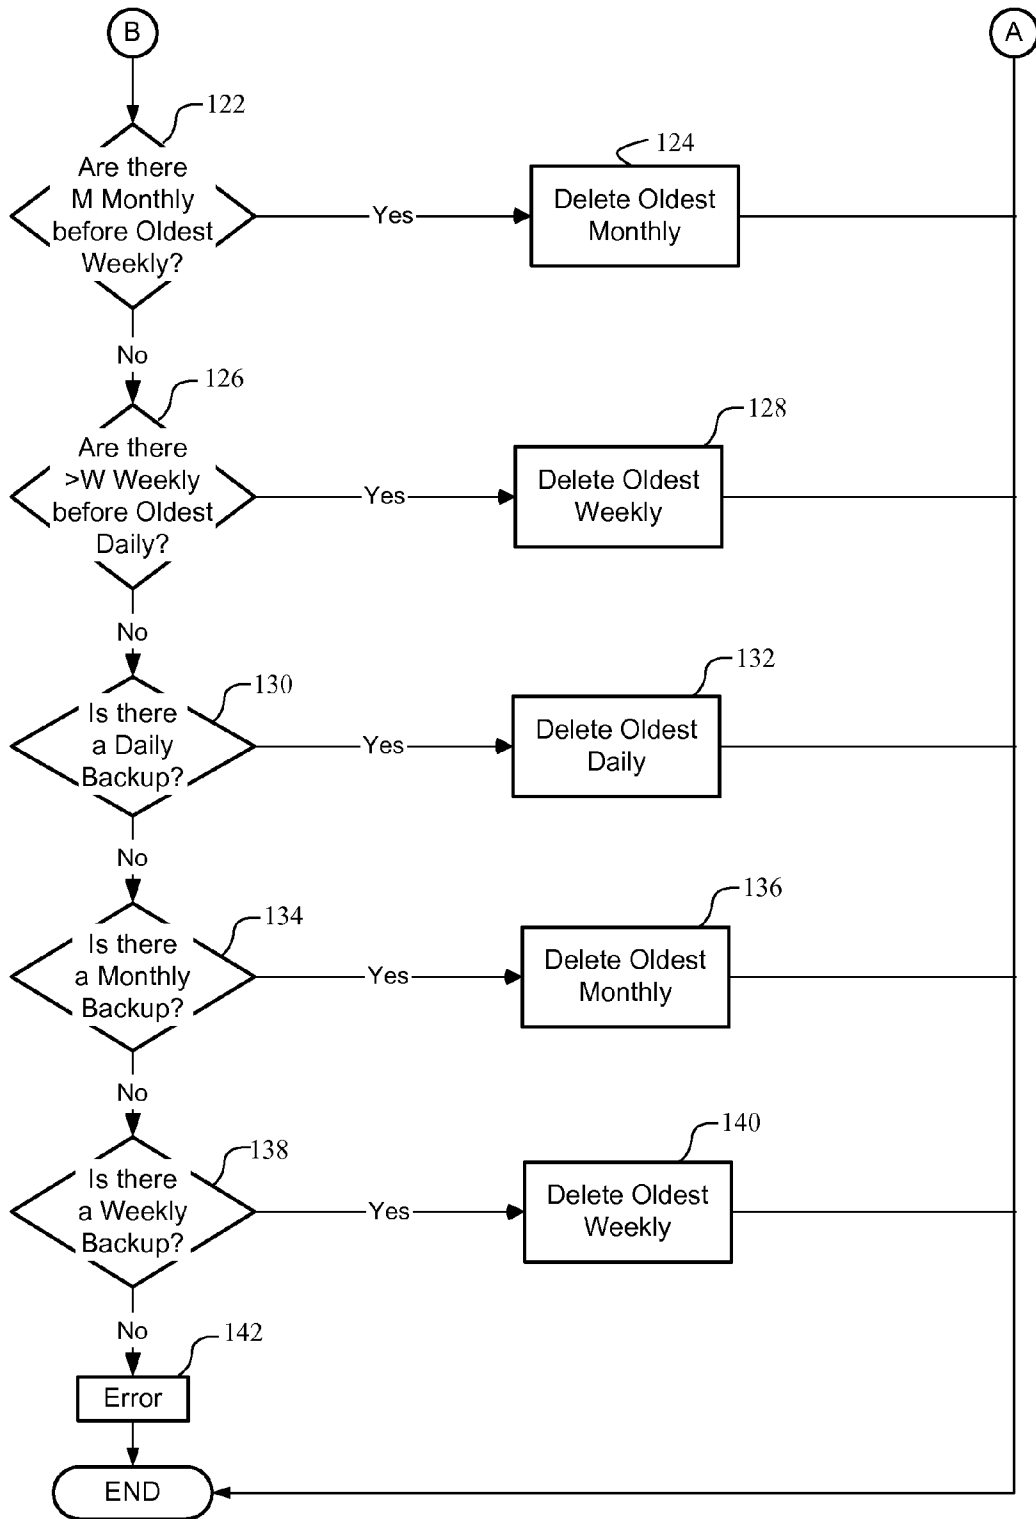 B
A
122
Are there
M Monthly
before Oldest
Weekly?
Yes
124
Delete Oldest
Monthly
No
126
Are there
>W Weekly
before Oldest
Daily?
Yes
128
Delete Oldest
Weekly
No
130
Is there
a Daily
Backup?
Yes
132
Delete Oldest
Daily
No
134
Is there
a Monthly
Backup?
Yes
136
Delete Oldest
Monthly
No
138
Is there
a Weekly
Backup?
Yes
140
Delete Oldest
Weekly
No
142
Error
END